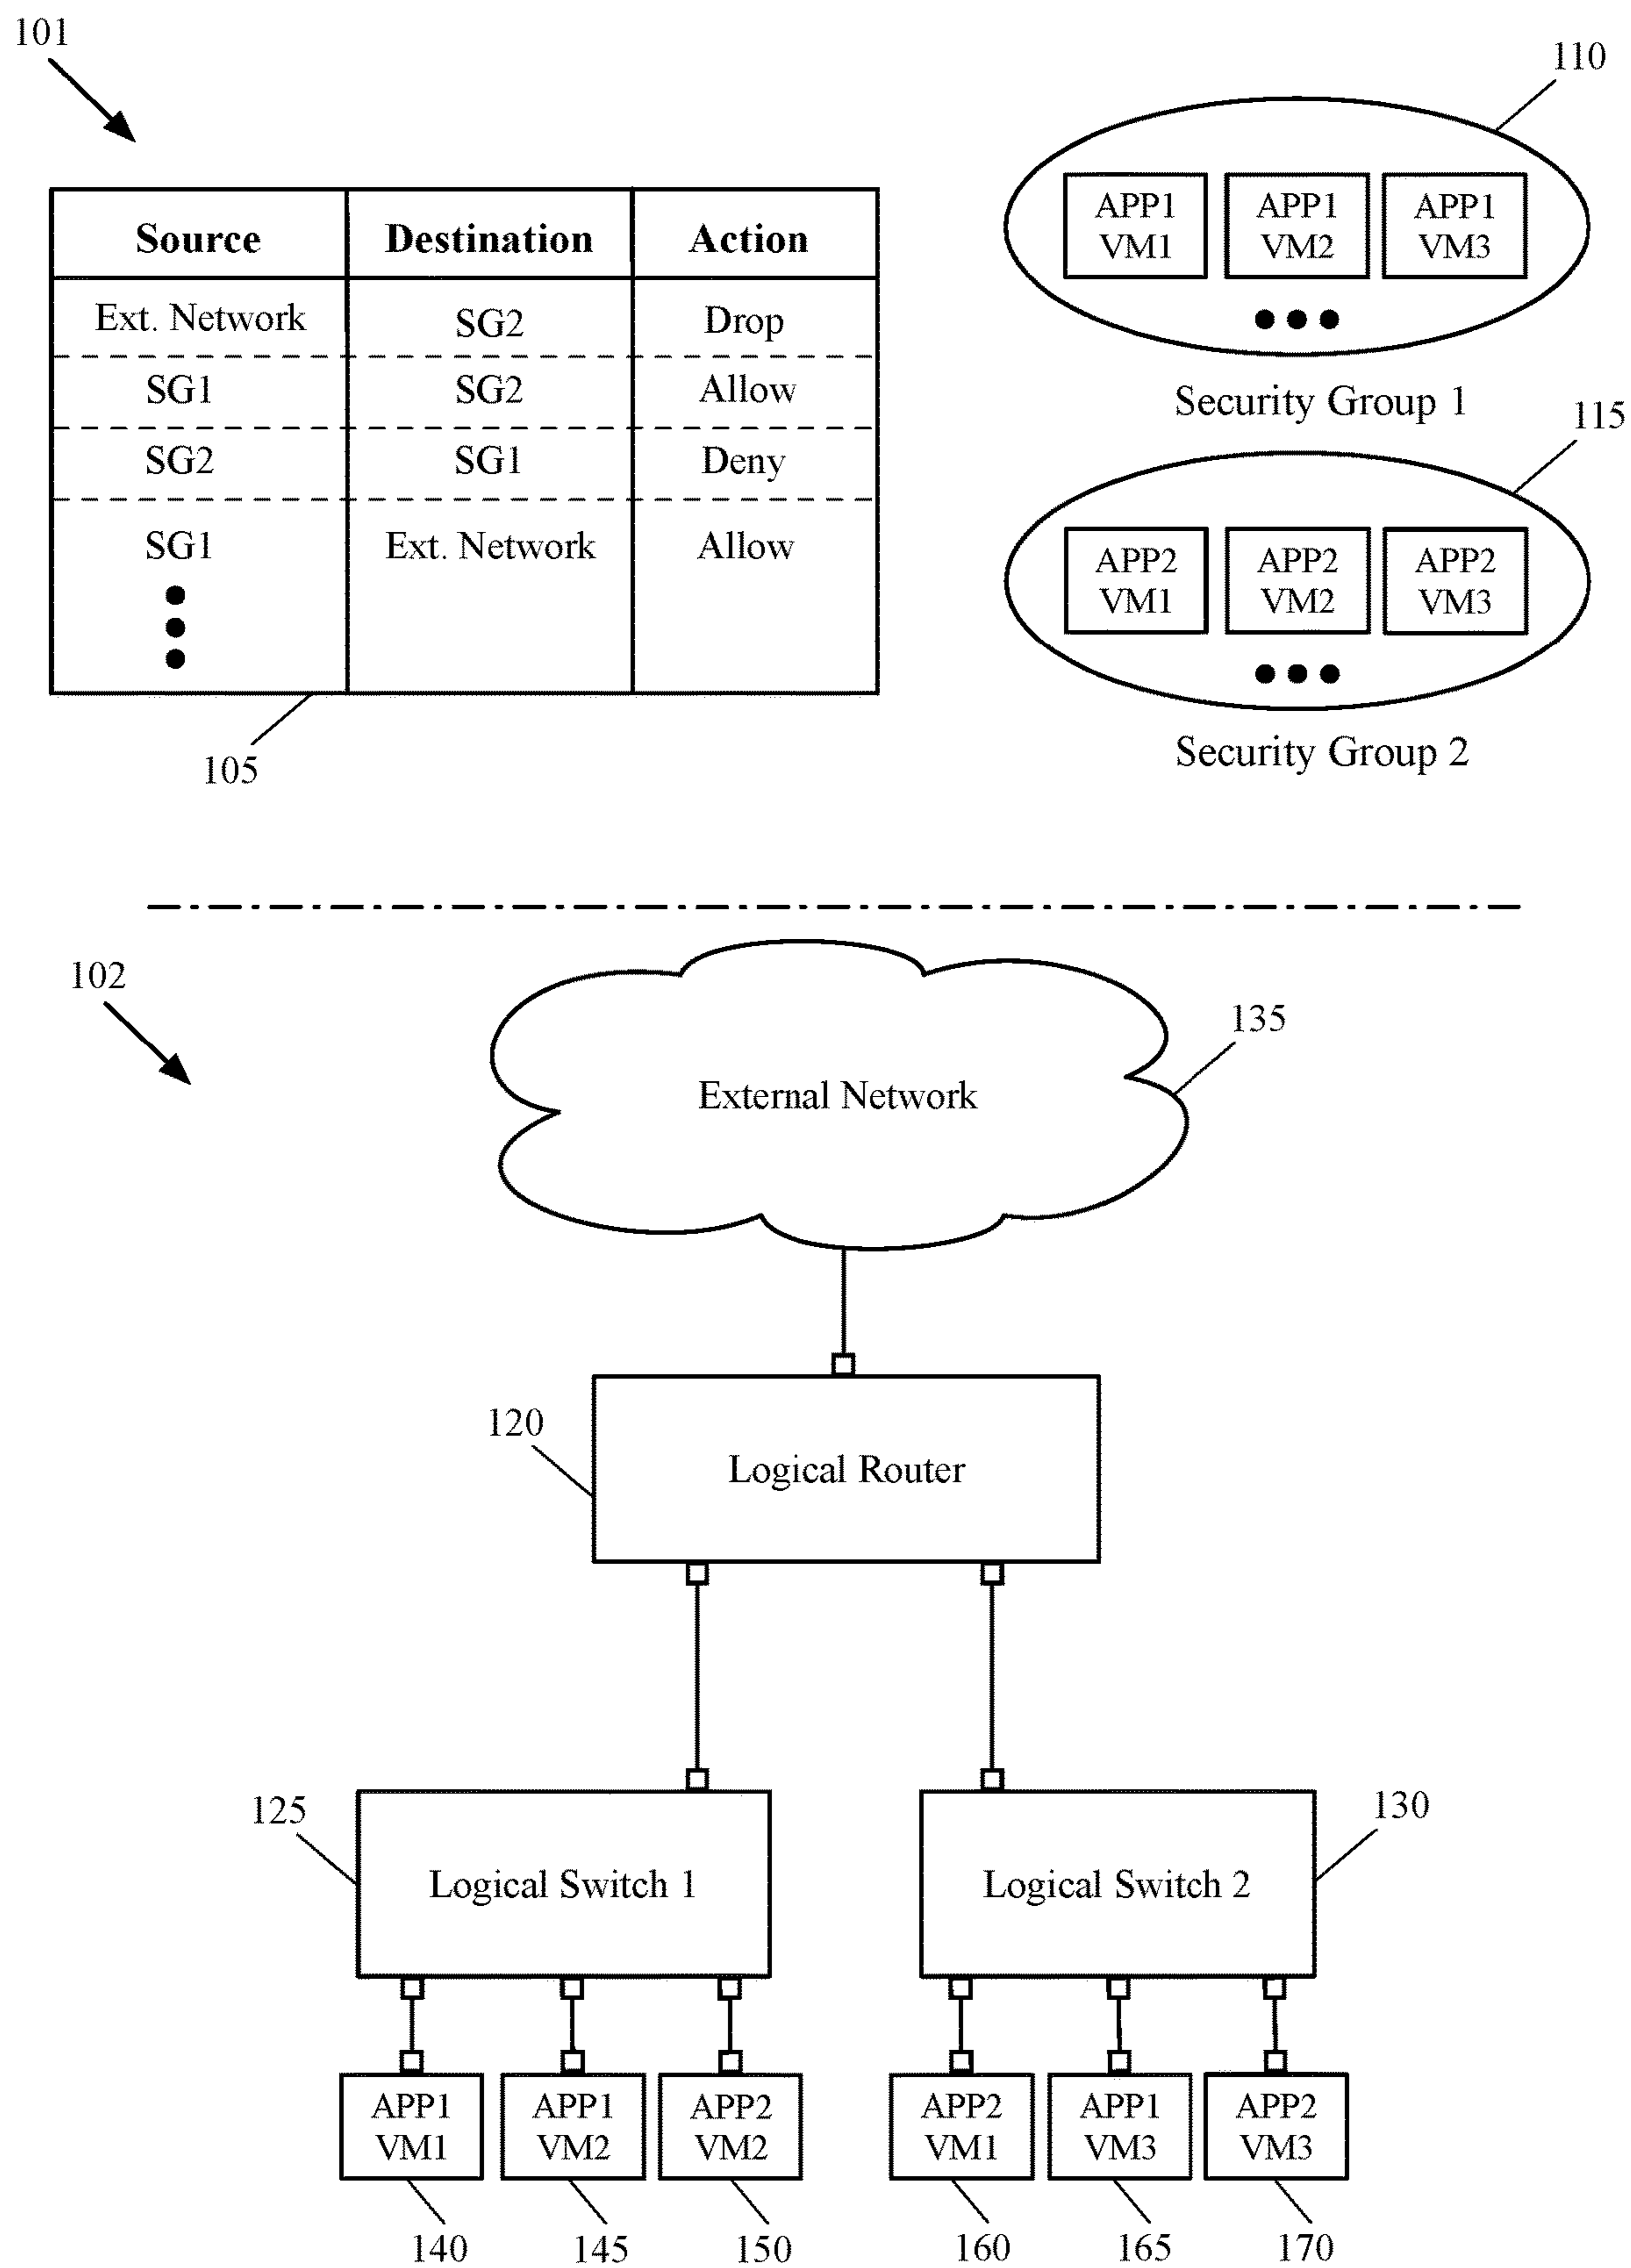 101
110
Source Destination Action
Ext. Network SG2 Drop
SG1 SG2 Allow
SG2 SG1 Deny
SG1 Ext. Network Allow
105
APP1 APP1 APP1
VM1 VM2 VM3
Security Group 1
115
APP2 APP2 APP2
VM1 VM2 VM3
Security Group 2
102
135
External Network
120
Logical Router
125
Logical Switch 1
130
Logical Switch 2
APP1 APP1 APP2 APP2 APP1 APP2
VM1 VM2 VM2 VM1 VM3 VM3
140 145 150 160 165 170